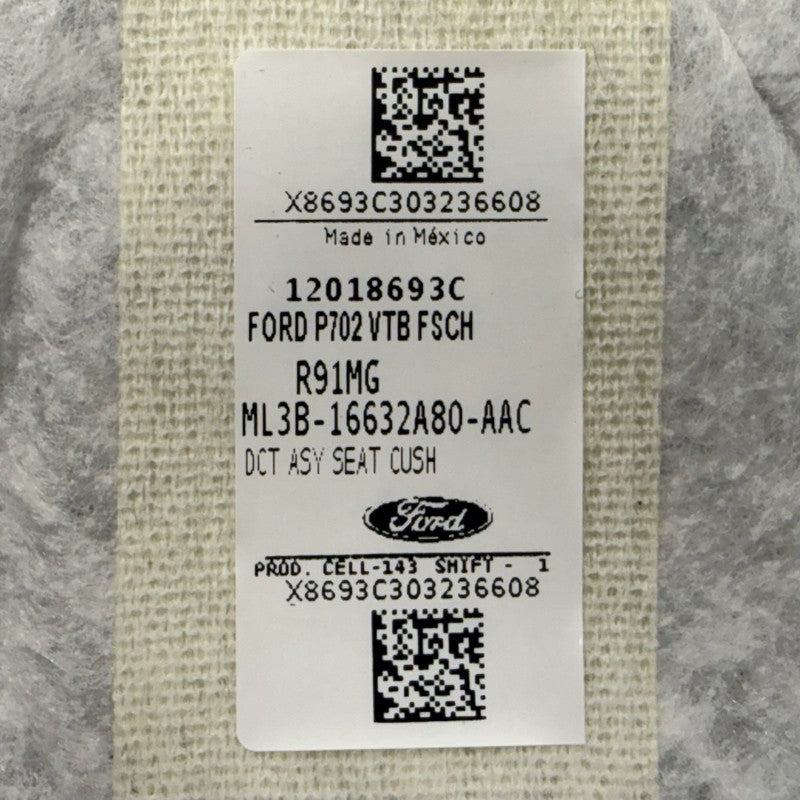 X8693C303236608
Made in México
12018693C
FORD P702 VTB FSCH
R91MG
ML3B-16632A80-AAC
DCT ASY SEAT CUSH
Ford
PROD. CELL-143 SHIFT - 1
X8693C303236608